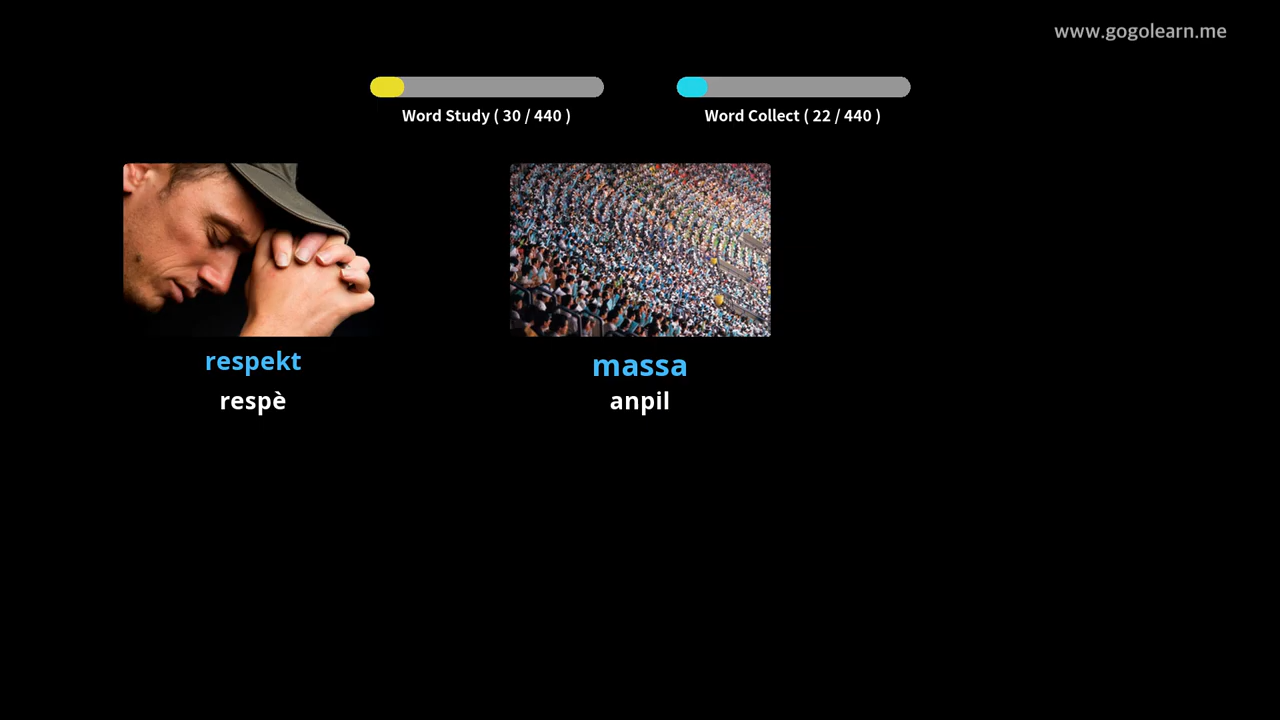 www.gogolearn.me
Word Study ( 30 / 440 )
Word Collect ( 22 / 440 )
respekt
respè
massa
anpil